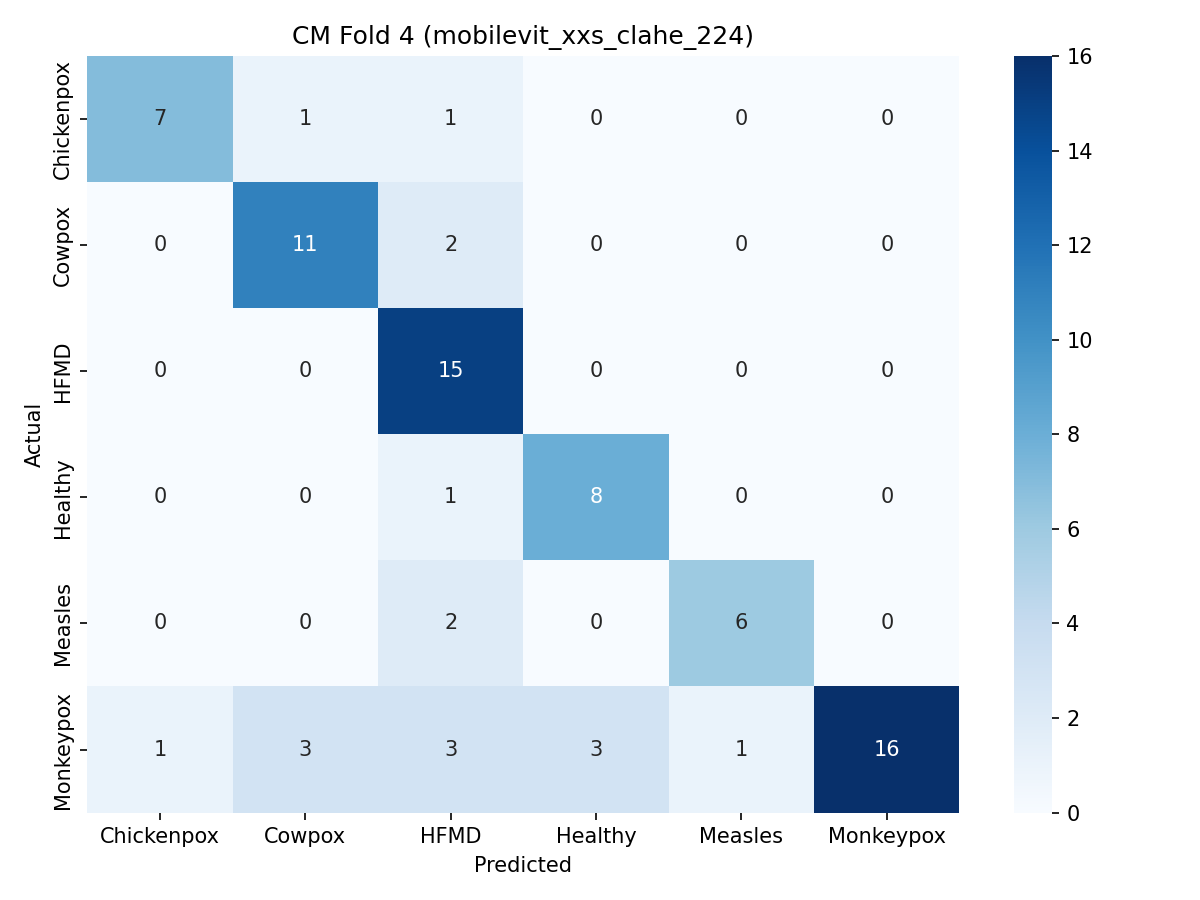 CM Fold 4 (mobilevit_xxs_clahe_224)
Actual
Chickenpox 7 1 1 0 0 0
Cowpox 0 11 2 0 0 0
HFMD 0 0 15 0 0 0
Healthy 0 0 1 8 0 0
Measles 0 0 2 0 6 0
Monkeypox 1 3 3 3 1 16
Chickenpox Cowpox HFMD Healthy Measles Monkeypox
Predicted
16
14
12
10
8
6
4
2
0